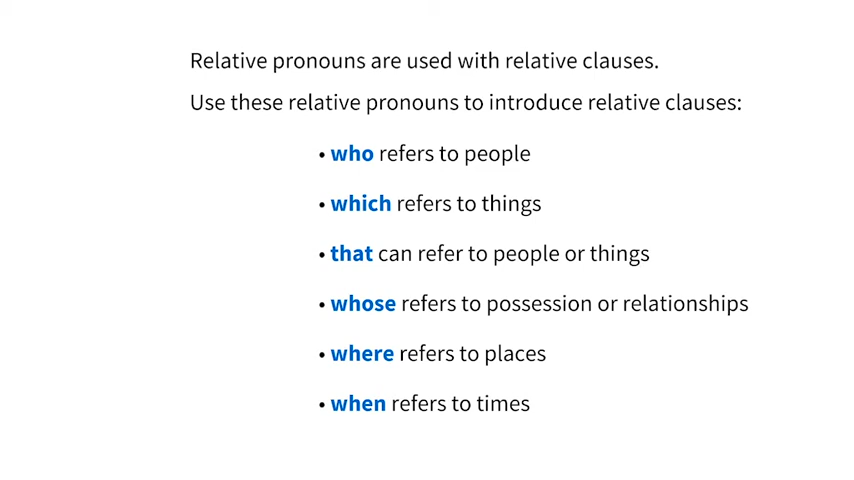 Relative pronouns are used with relative clauses.
Use these relative pronouns to introduce relative clauses:
• who refers to people
• which refers to things
• that can refer to people or things
• whose refers to possession or relationships
• where refers to places
• when refers to times